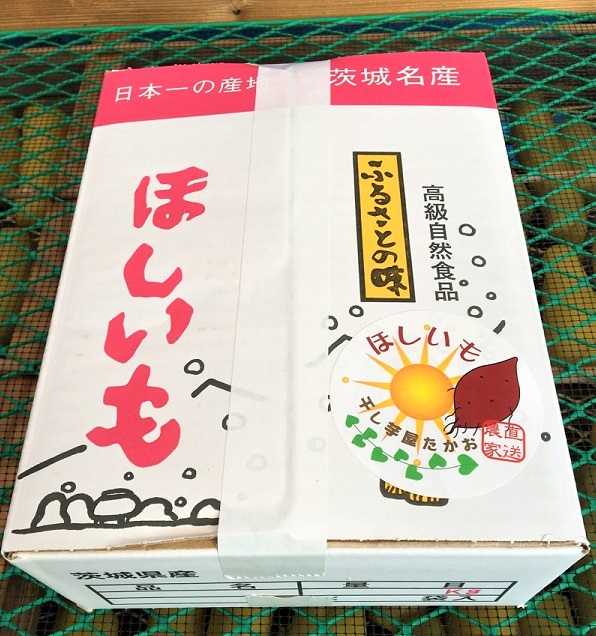 日本一の産地
茨城名産
ほしいも
ふるさとの味
高級自然食品
ほしいも
干し芋屋たかお
農家
直送
茨城県産
品 名
量 目
Kg
袋入